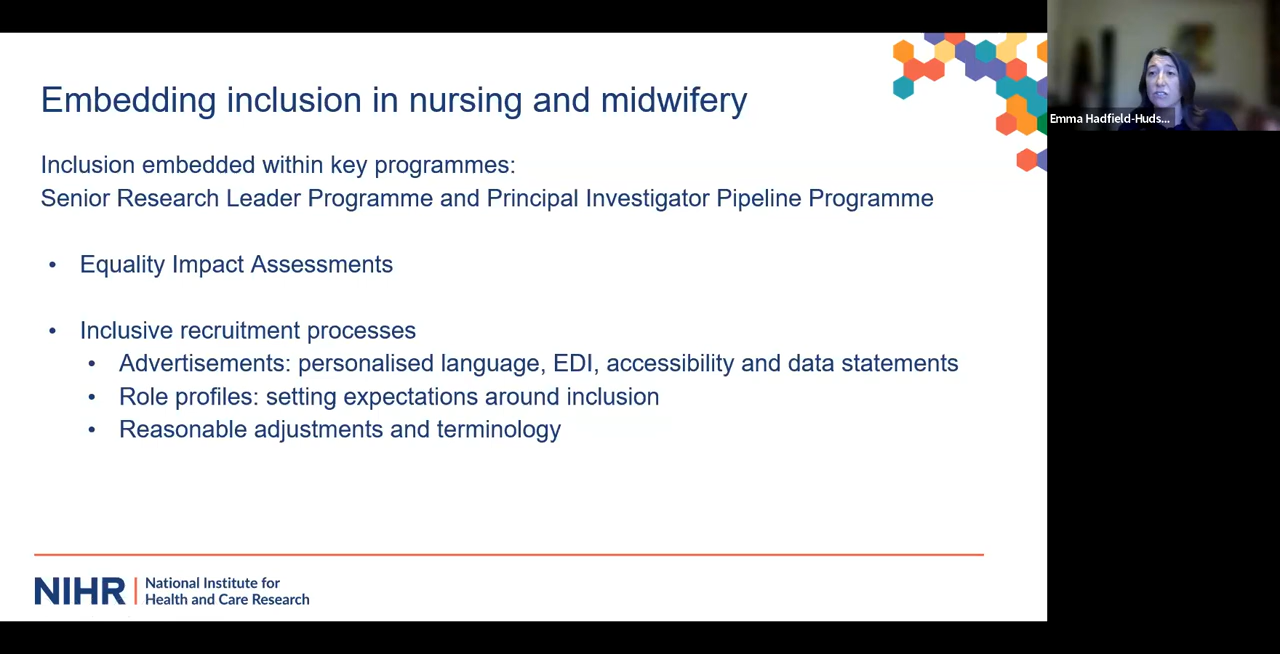 Embedding inclusion in nursing and midwifery
Inclusion embedded within key programmes:
Senior Research Leader Programme and Principal Investigator Pipeline Programme
• Equality Impact Assessments
• Inclusive recruitment processes
• Advertisements: personalised language, EDI, accessibility and data statements
• Role profiles: setting expectations around inclusion
• Reasonable adjustments and terminology
NIHR | National Institute for
Health and Care Research
Emma Hadfield-Huds...